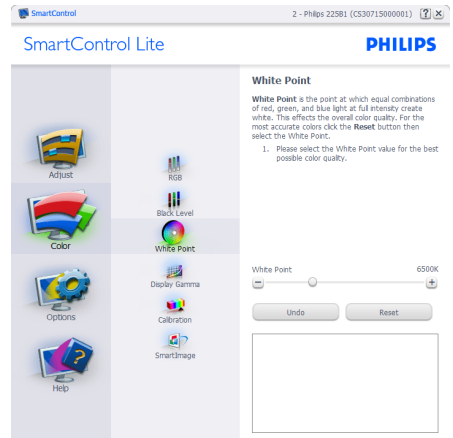 SmartControl
2 - Philips 225B1 (CS30715000001)
? ×
SmartControl Lite
PHILIPS
Adjust
Color
Options
Help
RGB
Black Level
White Point
Display Gamma
Calibration
SmartImage
White Point
White Point is the point at which equal combinations
of red, green, and blue light at full intensity create
white. This effects the overall color quality. For the
most accurate colors click the Reset button then
select the White Point.
1. Please select the White Point value for the best
possible color quality.
White Point 6500K
Undo Reset